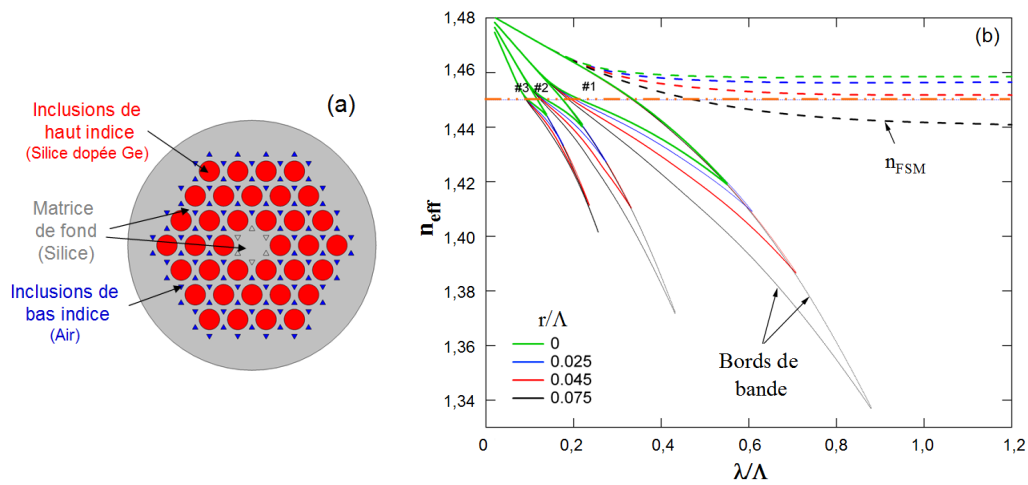 (a)
Inclusions de
haut indice
(Silice dopée Ge)
Matrice
de fond
(Silice)
Inclusions de
bas indice
(Air)
(b)
1,48
1,46
1,44
1,42
1,40
1,38
1,36
1,34
n_eff
#3
#2
#1
n_FSM
r/Λ
0
0.025
0.045
0.075
Bords de
bande
0
0,2
0,4
0,6
0,8
1,0
1,2
λ/Λ